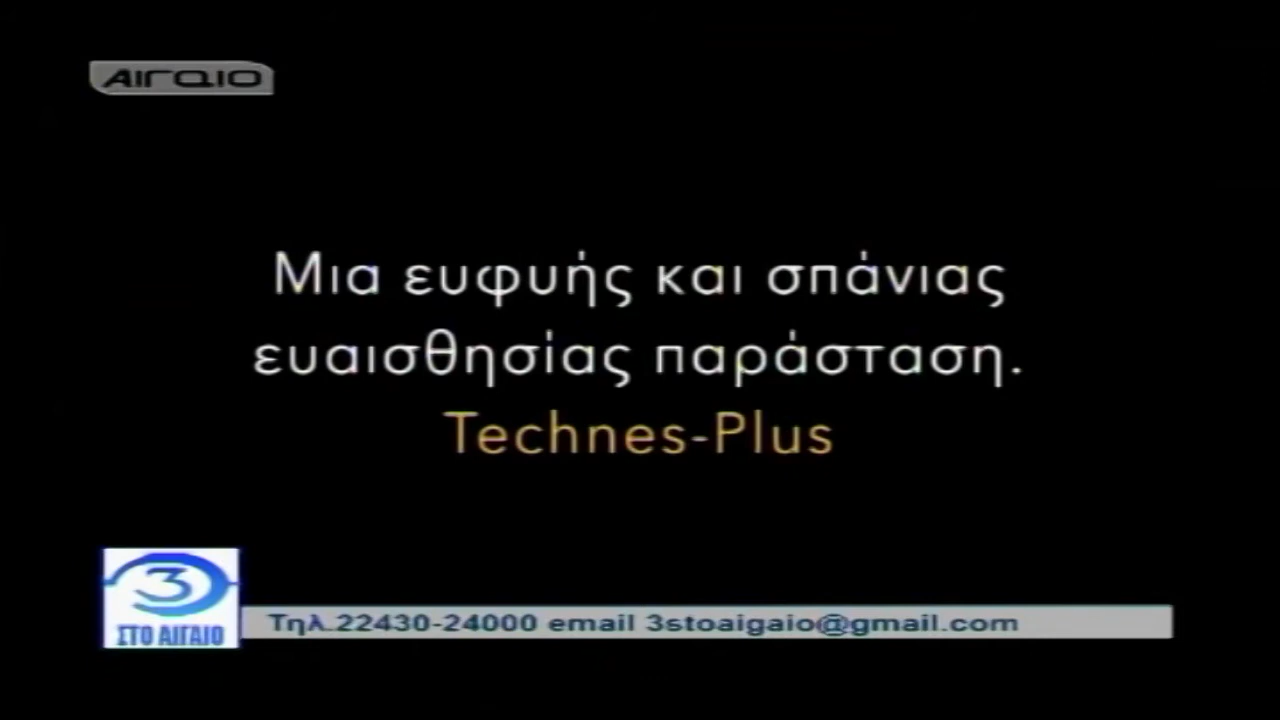 ΑΙΓΑΙΟ
Μια ευφυής και σπάνιας
ευαισθησίας παράσταση.
Technes-Plus
3
ΣΤΟ ΑΙΓΑΙΟ
Τηλ.22430-24000 email 3stoaigaio@gmail.com